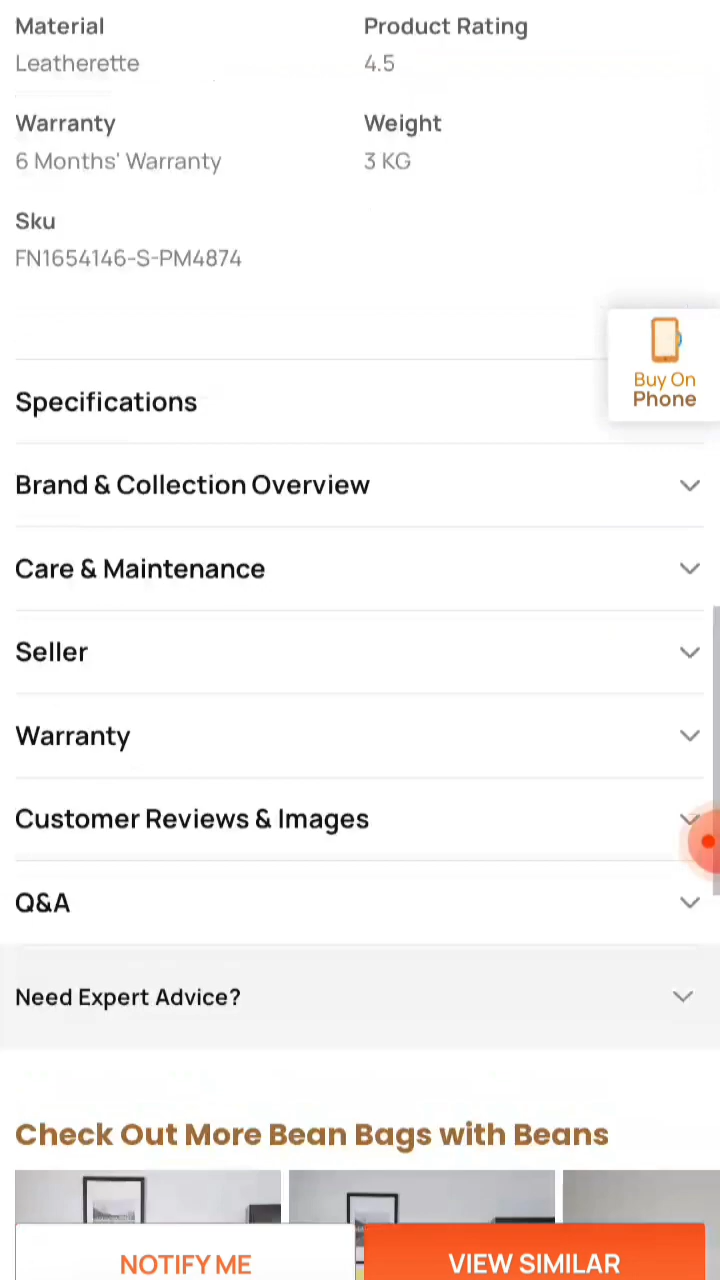 Material
Product Rating
Leatherette
4.5
Warranty
Weight
6 Months' Warranty
3 KG
Sku
FN1654146-S-PM4874
Buy On
Phone
Specifications
Brand & Collection Overview
Care & Maintenance
Seller
Warranty
Customer Reviews & Images
Q&A
Need Expert Advice?
Check Out More Bean Bags with Beans
NOTIFY ME
VIEW SIMILAR